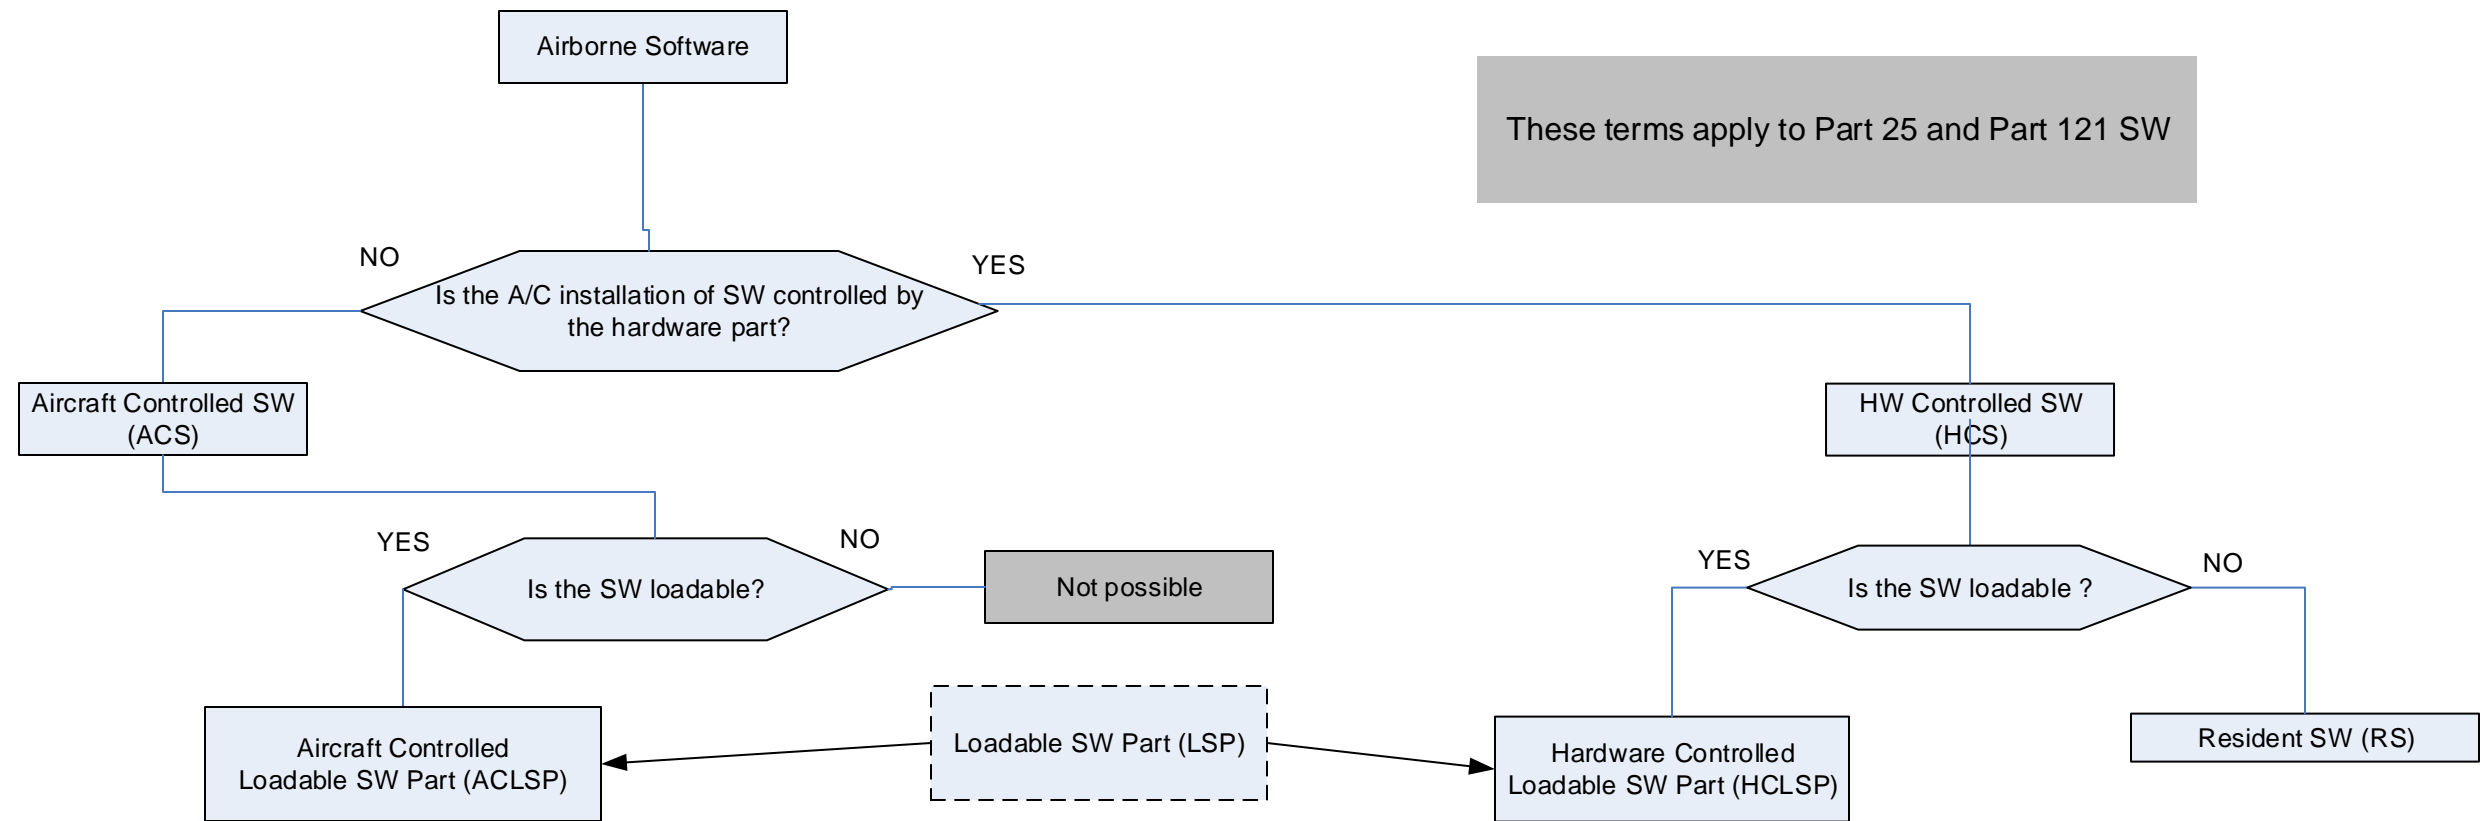 Airborne Software
These terms apply to Part 25 and Part 121 SW
NO
YES
Is the A/C installation of SW controlled by
the hardware part?
Aircraft Controlled SW
(ACS)
HW Controlled SW
(HCS)
YES
NO
Is the SW loadable?
Not possible
YES
NO
Is the SW loadable ?
Aircraft Controlled
Loadable SW Part (ACLSP)
Loadable SW Part (LSP)
Hardware Controlled
Loadable SW Part (HCLSP)
Resident SW (RS)